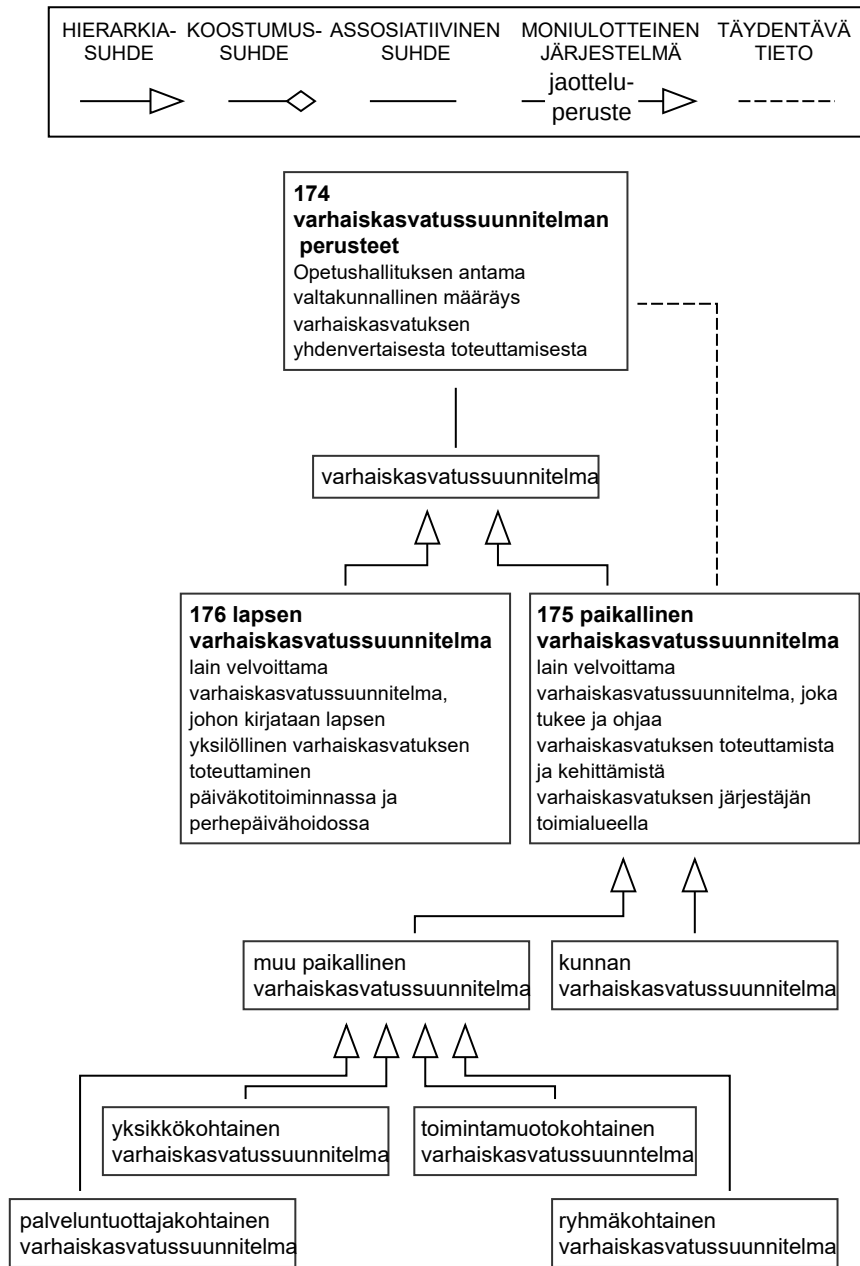 HIERARKIA-
SUHDE
KOOSTUMUS-
SUHDE
ASSOSIATIIVINEN
SUHDE
MONIULOTTEINEN
JÄRJESTELMÄ
TÄYDENTÄVÄ
TIETO
jaottelu-
peruste
174
varhaiskasvatussuunnitelman
perusteet
Opetushallituksen antama
valtakunnallinen määräys
varhaiskasvatuksen
yhdenvertaisesta toteuttamisesta
varhaiskasvatussuunnitelma
176 lapsen
varhaiskasvatussuunnitelma
lain velvoittama
varhaiskasvatussuunnitelma,
johon kirjataan lapsen
yksilöllinen varhaiskasvatuksen
toteuttaminen
päiväkotitoiminnassa ja
perhepäivähoidossa
175 paikallinen
varhaiskasvatussuunnitelma
lain velvoittama
varhaiskasvatussuunnitelma, joka
tukee ja ohjaa
varhaiskasvatuksen toteuttamista
ja kehittämistä
varhaiskasvatuksen järjestäjän
toimialueella
muu paikallinen
varhaiskasvatussuunnitelma
kunnan
varhaiskasvatussuunnitelma
yksikkökohtainen
varhaiskasvatussuunnitelma
toimintamuotokohtainen
varhaiskasvatussuunntelma
palveluntuottajakohtainen
varhaiskasvatussuunnitelma
ryhmäkohtainen
varhaiskasvatussuunnitelma